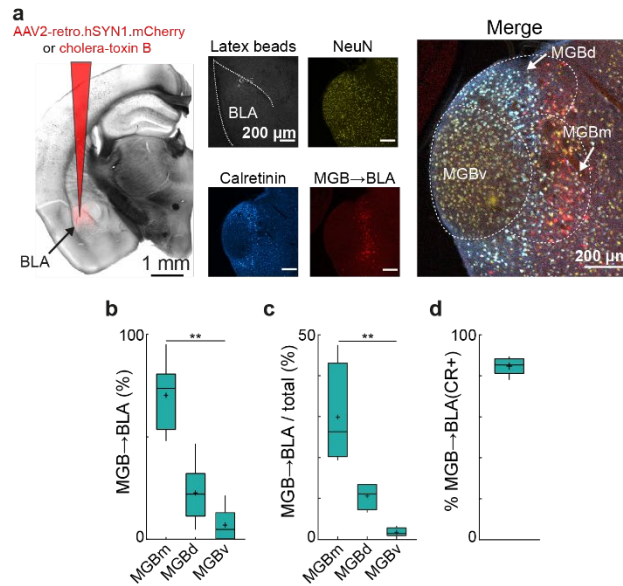 a
AAV2-retro.hSYN1.mCherry
or cholera-toxin B
BLA
1 mm
Latex beads
BLA
200 µm
NeuN
Calretinin
MGB→BLA
Merge
MGBd
MGBm
MGBv
200 µm
b
MGB→BLA (%)
100
0
**
MGBm
MGBd
MGBv
c
MGB→BLA / total (%)
50
0
**
MGBm
MGBd
MGBv
d
% MGB→BLA(CR+)
100
0